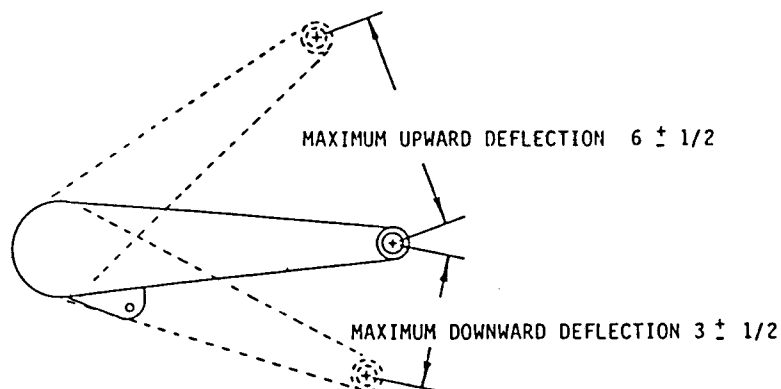 MAXIMUM UPWARD DEFLECTION 6 ± 1/2
MAXIMUM DOWNWARD DEFLECTION 3 ± 1/2